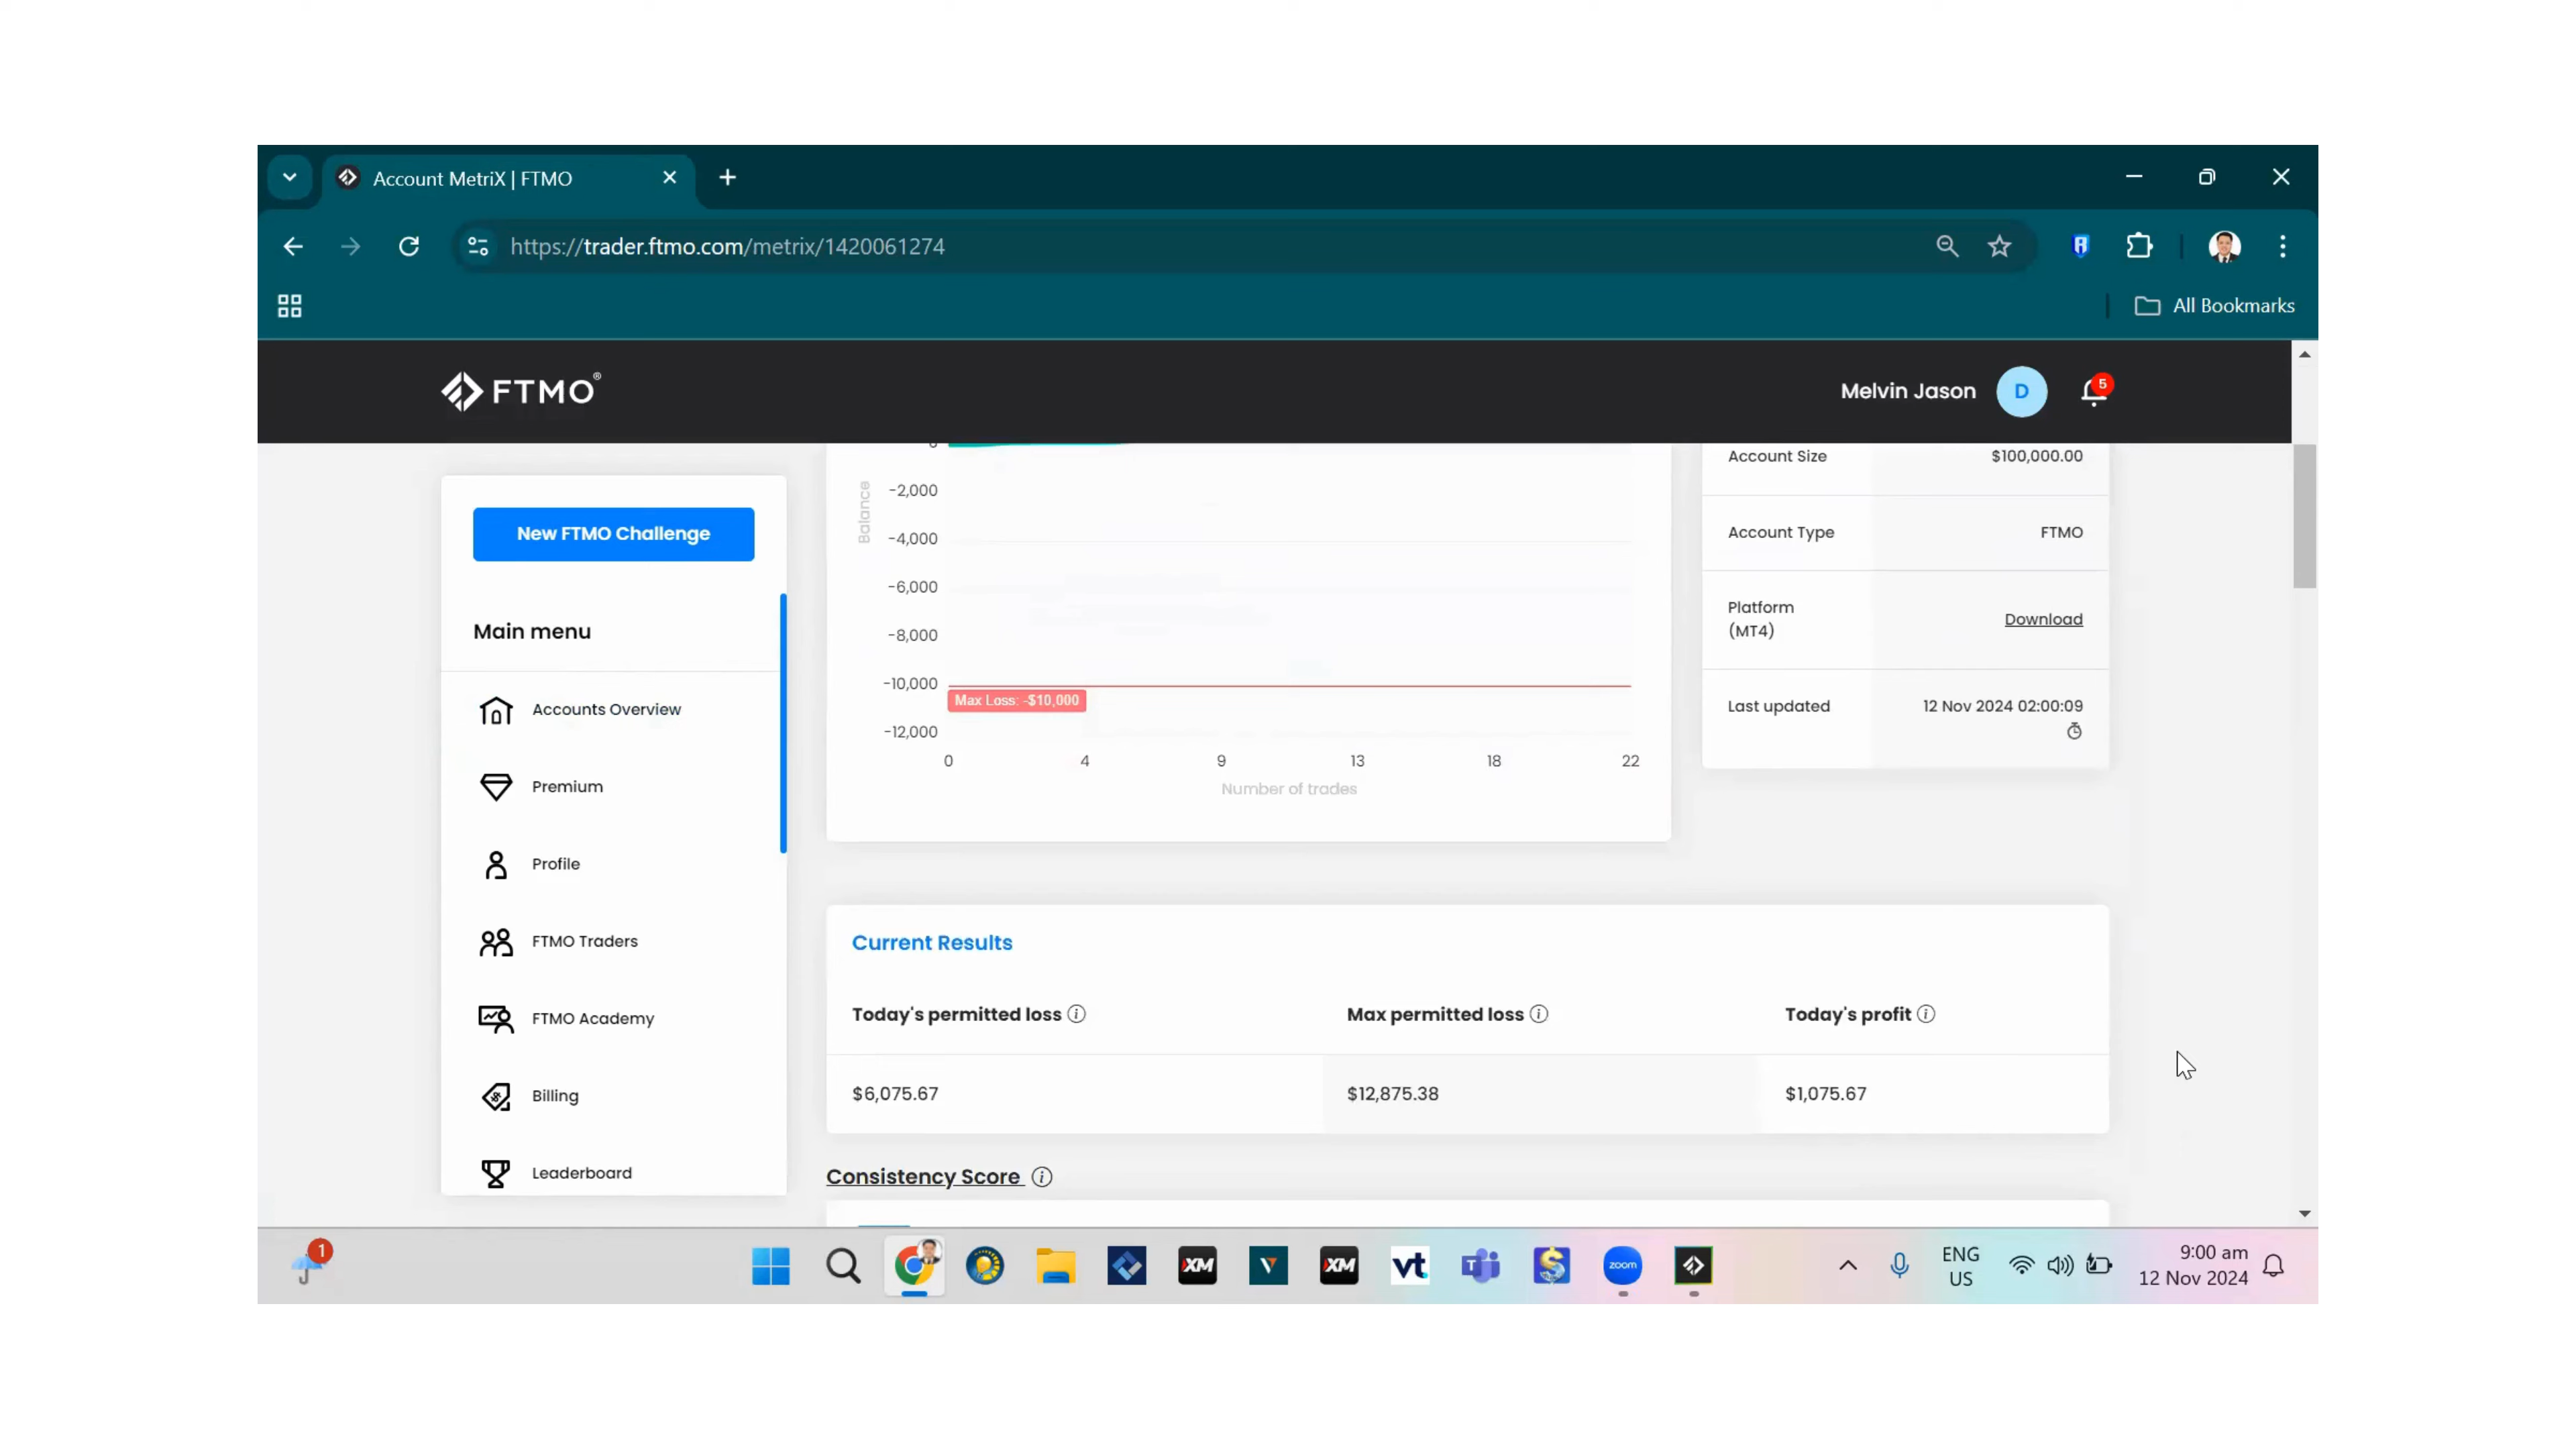 Account MetriX | FTMO
https://trader.ftmo.com/metrix/1420061274
All Bookmarks
FTMO®
Melvin Jason
D
5
New FTMO Challenge
Main menu
Accounts Overview
Premium
Profile
FTMO Traders
FTMO Academy
Billing
Leaderboard
Balance
-2,000
-4,000
-6,000
-8,000
-10,000
Max Loss: -$10,000
-12,000
0 4 9 13 18 22
Number of trades
Account Size $100,000.00
Account Type FTMO
Platform (MT4) Download
Last updated 12 Nov 2024 02:00:09
Current Results
Today's permitted loss Max permitted loss Today's profit
$6,075.67 $12,875.38 $1,075.67
Consistency Score
1
XM
XM
vt
T
$
zoom
ENG
US
9:00 am
12 Nov 2024